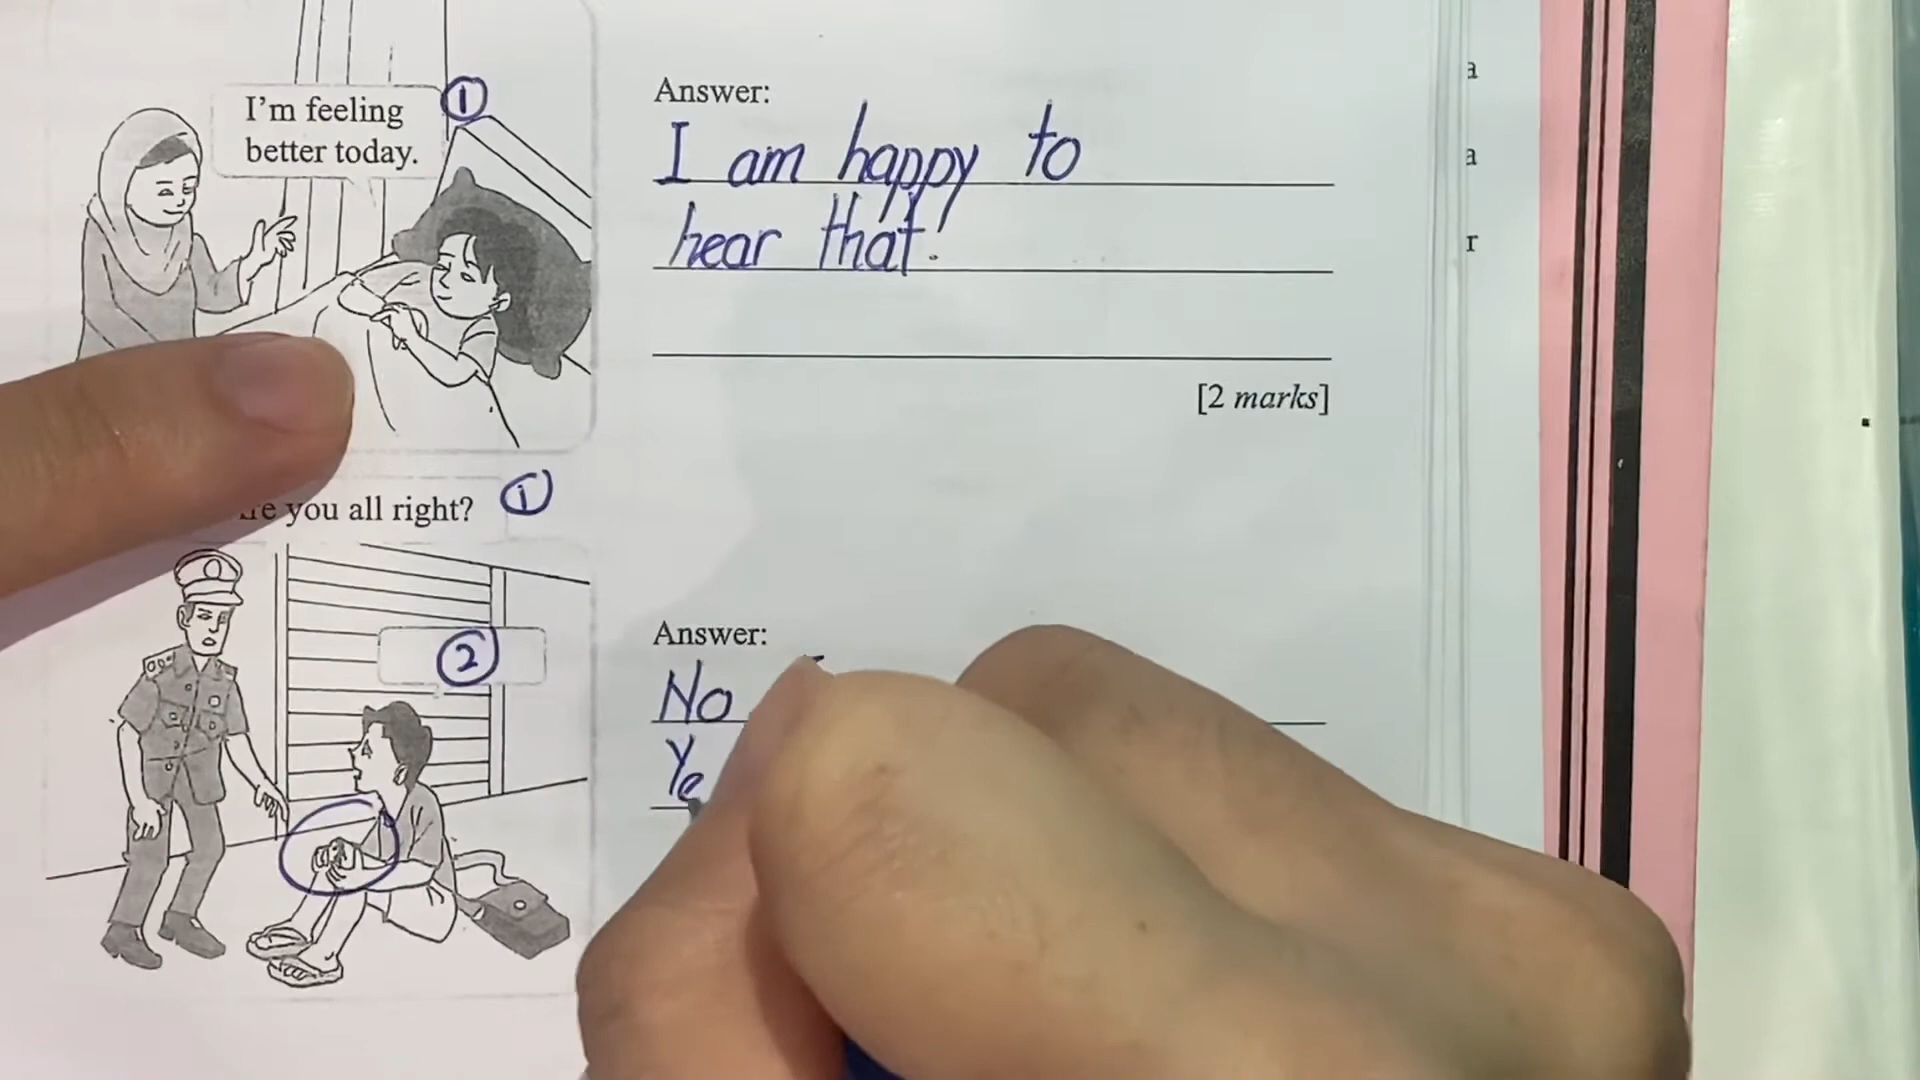 I'm feeling
better today.
1
Answer:
I am happy to
hear that!
[2 marks]
you all right?
1
2
Answer:
No
Ye
a
a
r